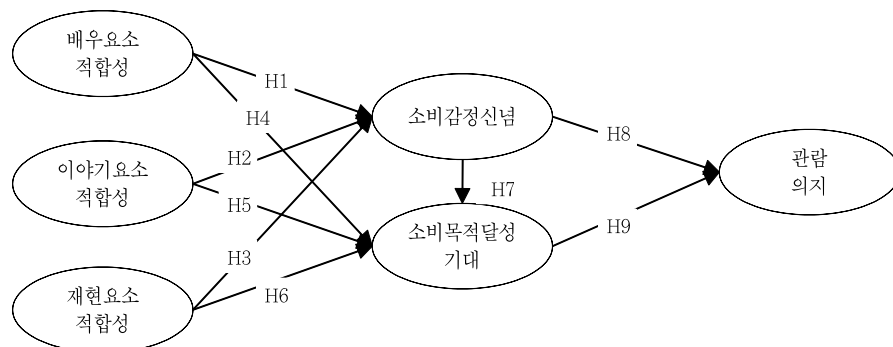 배우요소
적합성
H1
H4
소비감정신념
H8
이야기요소
적합성
H2
H5
H7
관람
의지
소비목적달성
기대
H9
재현요소
적합성
H3
H6